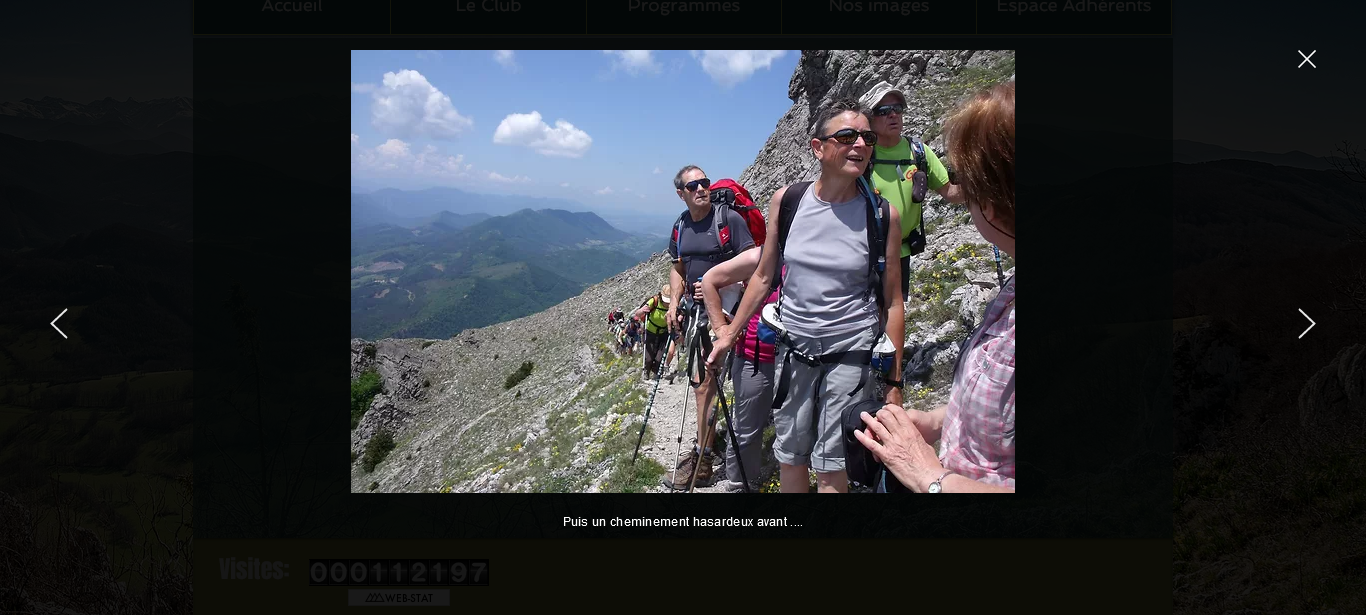 Accueil
Le Club
Programmes
Nos images
Espace Adhérents
Puis un cheminement hasardeux avant ....
Visites:
000112197
WEB-STAT